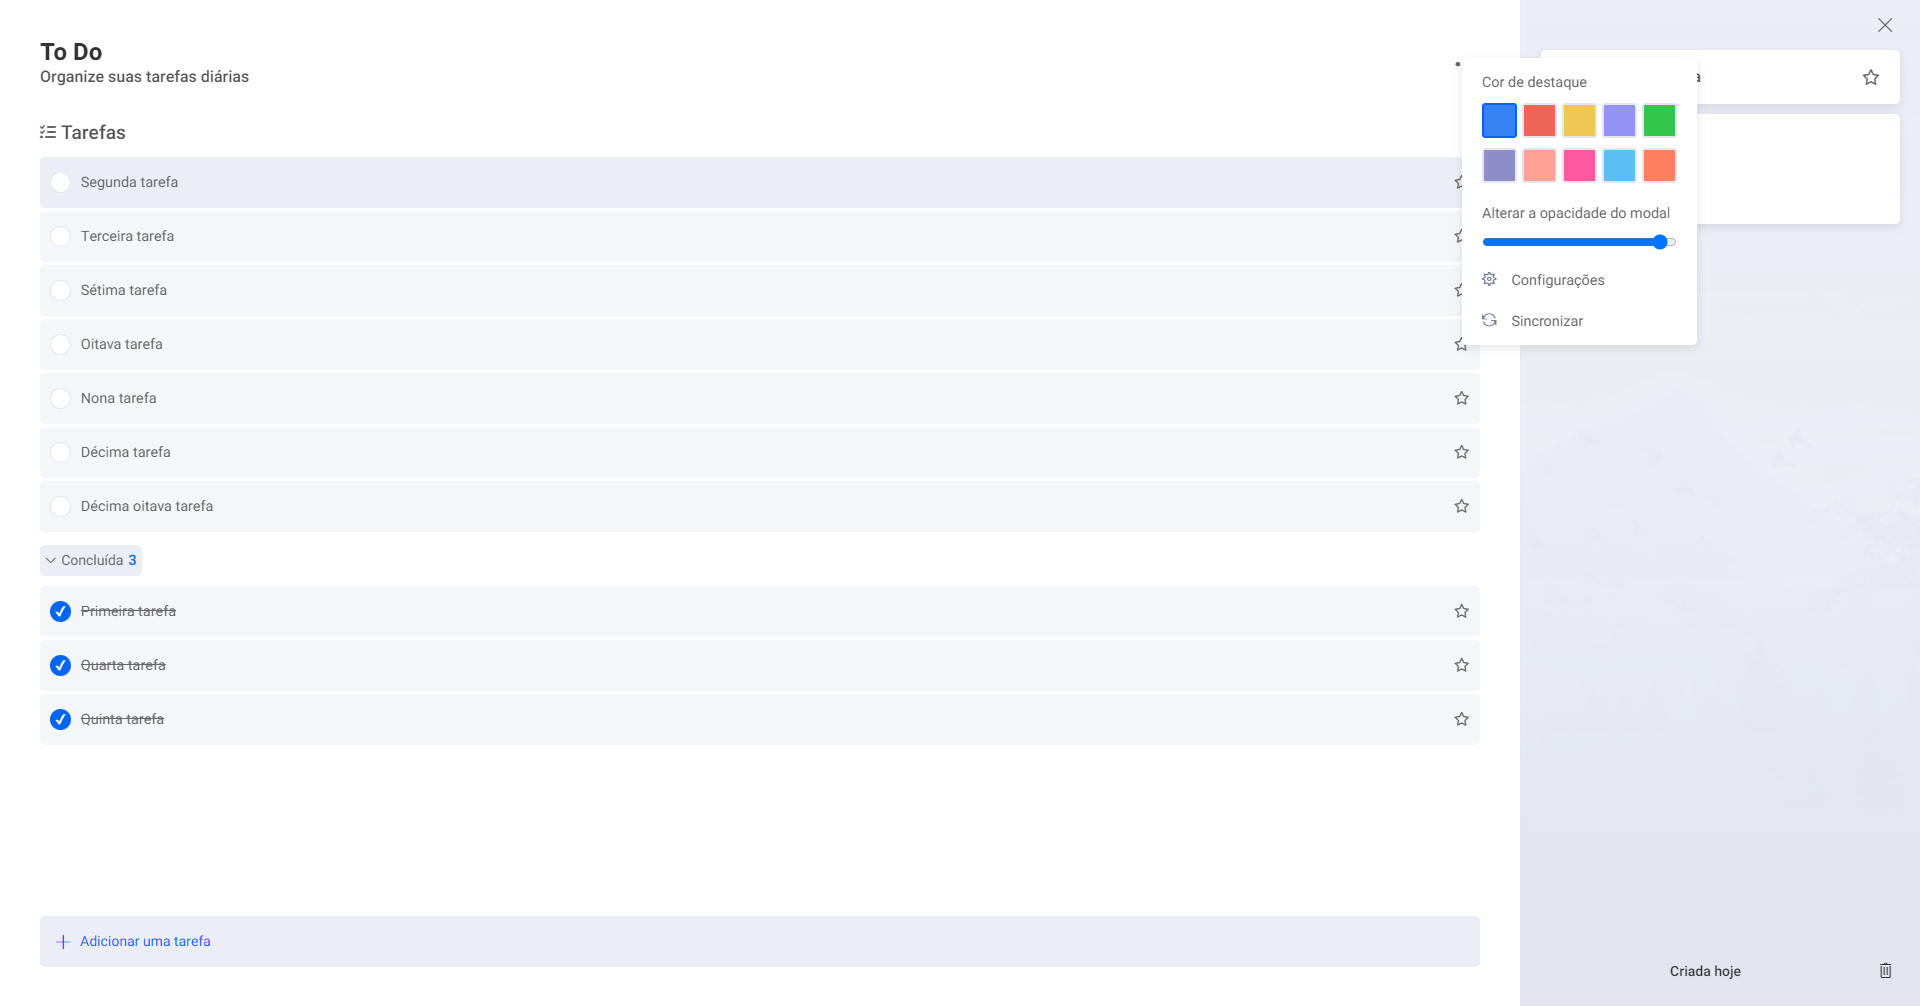 To Do
Organize suas tarefas diárias
Tarefas
Segunda tarefa
Terceira tarefa
Sétima tarefa
Oitava tarefa
Nona tarefa
Décima tarefa
Décima oitava tarefa
Concluída 3
Primeira tarefa
Quarta tarefa
Quinta tarefa
Adicionar uma tarefa
Cor de destaque
Alterar a opacidade do modal
Configurações
Sincronizar
Criada hoje